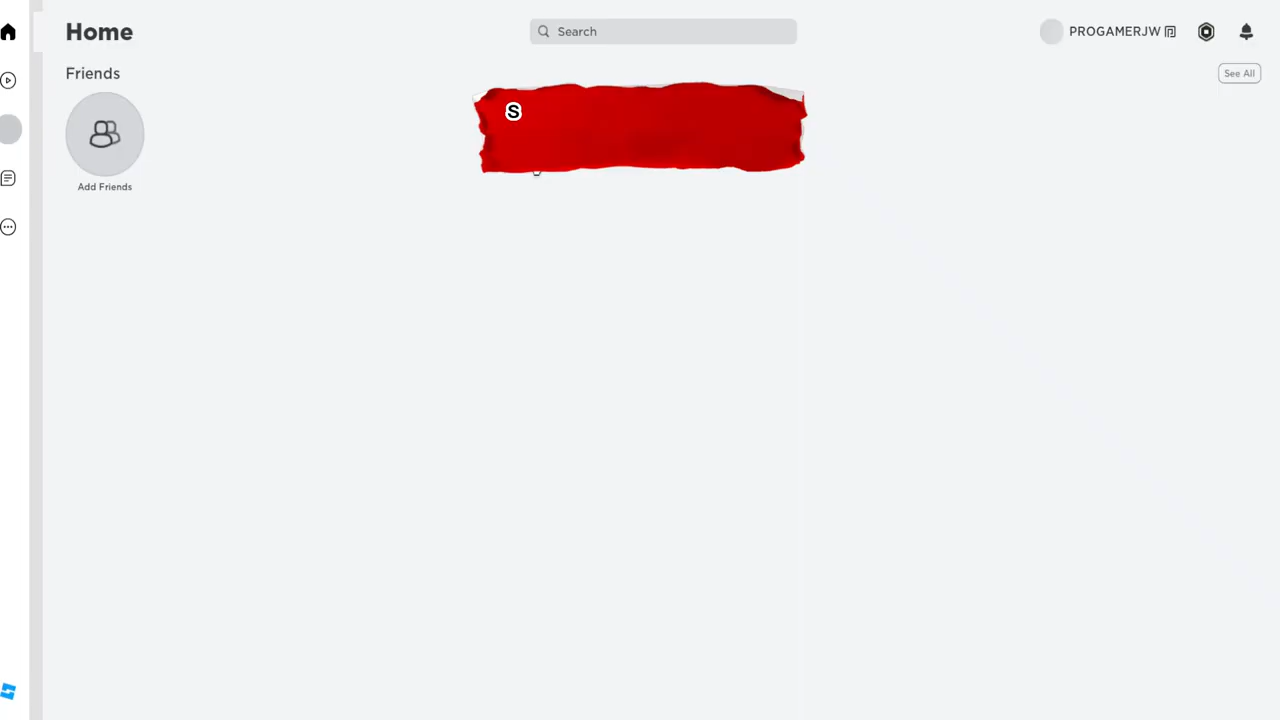 Home
Search
PROGAMERJW
Friends
See All
S
Add Friends